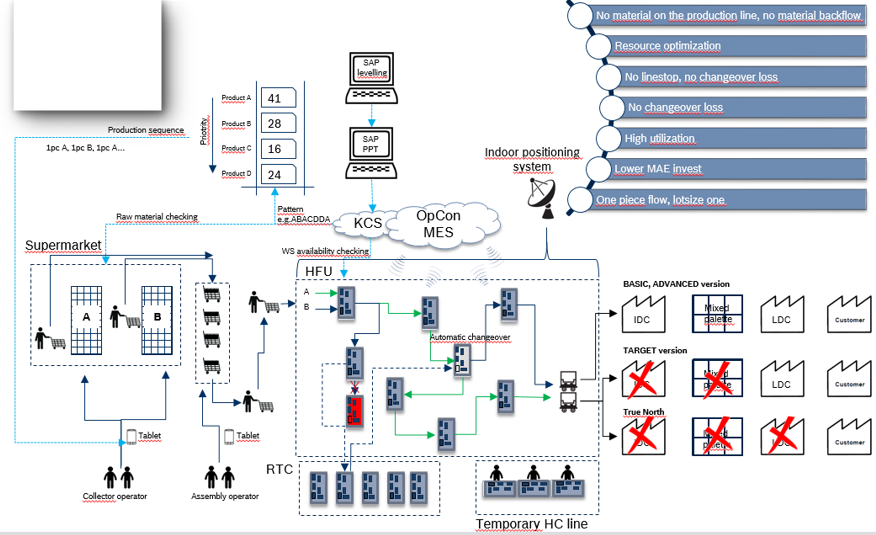 No material on the production line, no material backflow
Resource optimization
No linestop, no changeover loss
No changeover loss
High utilization
Lower MAE invest
One piece flow, lotsize one
SAP
levelling
SAP
PPT
Priotrity
Product A
41
Product B
28
Product C
16
Product D
24
Production sequence
1pc A, 1pc B, 1pc A...
Indoor positioning
system
Pattern
e.g.ABACDDA
Raw material checking
KCS
OpCon
MES
WS availability checking
Supermarket
A
B
HFU
A
B
Automatic changeover
BASIC, ADVANCED version
IDC
Mixed
palette
LDC
Customer
TARGET version
LDC
Customer
True North
Customer
Tablet
Tablet
Collector operator
Assembly operator
RTC
Temporary HC line